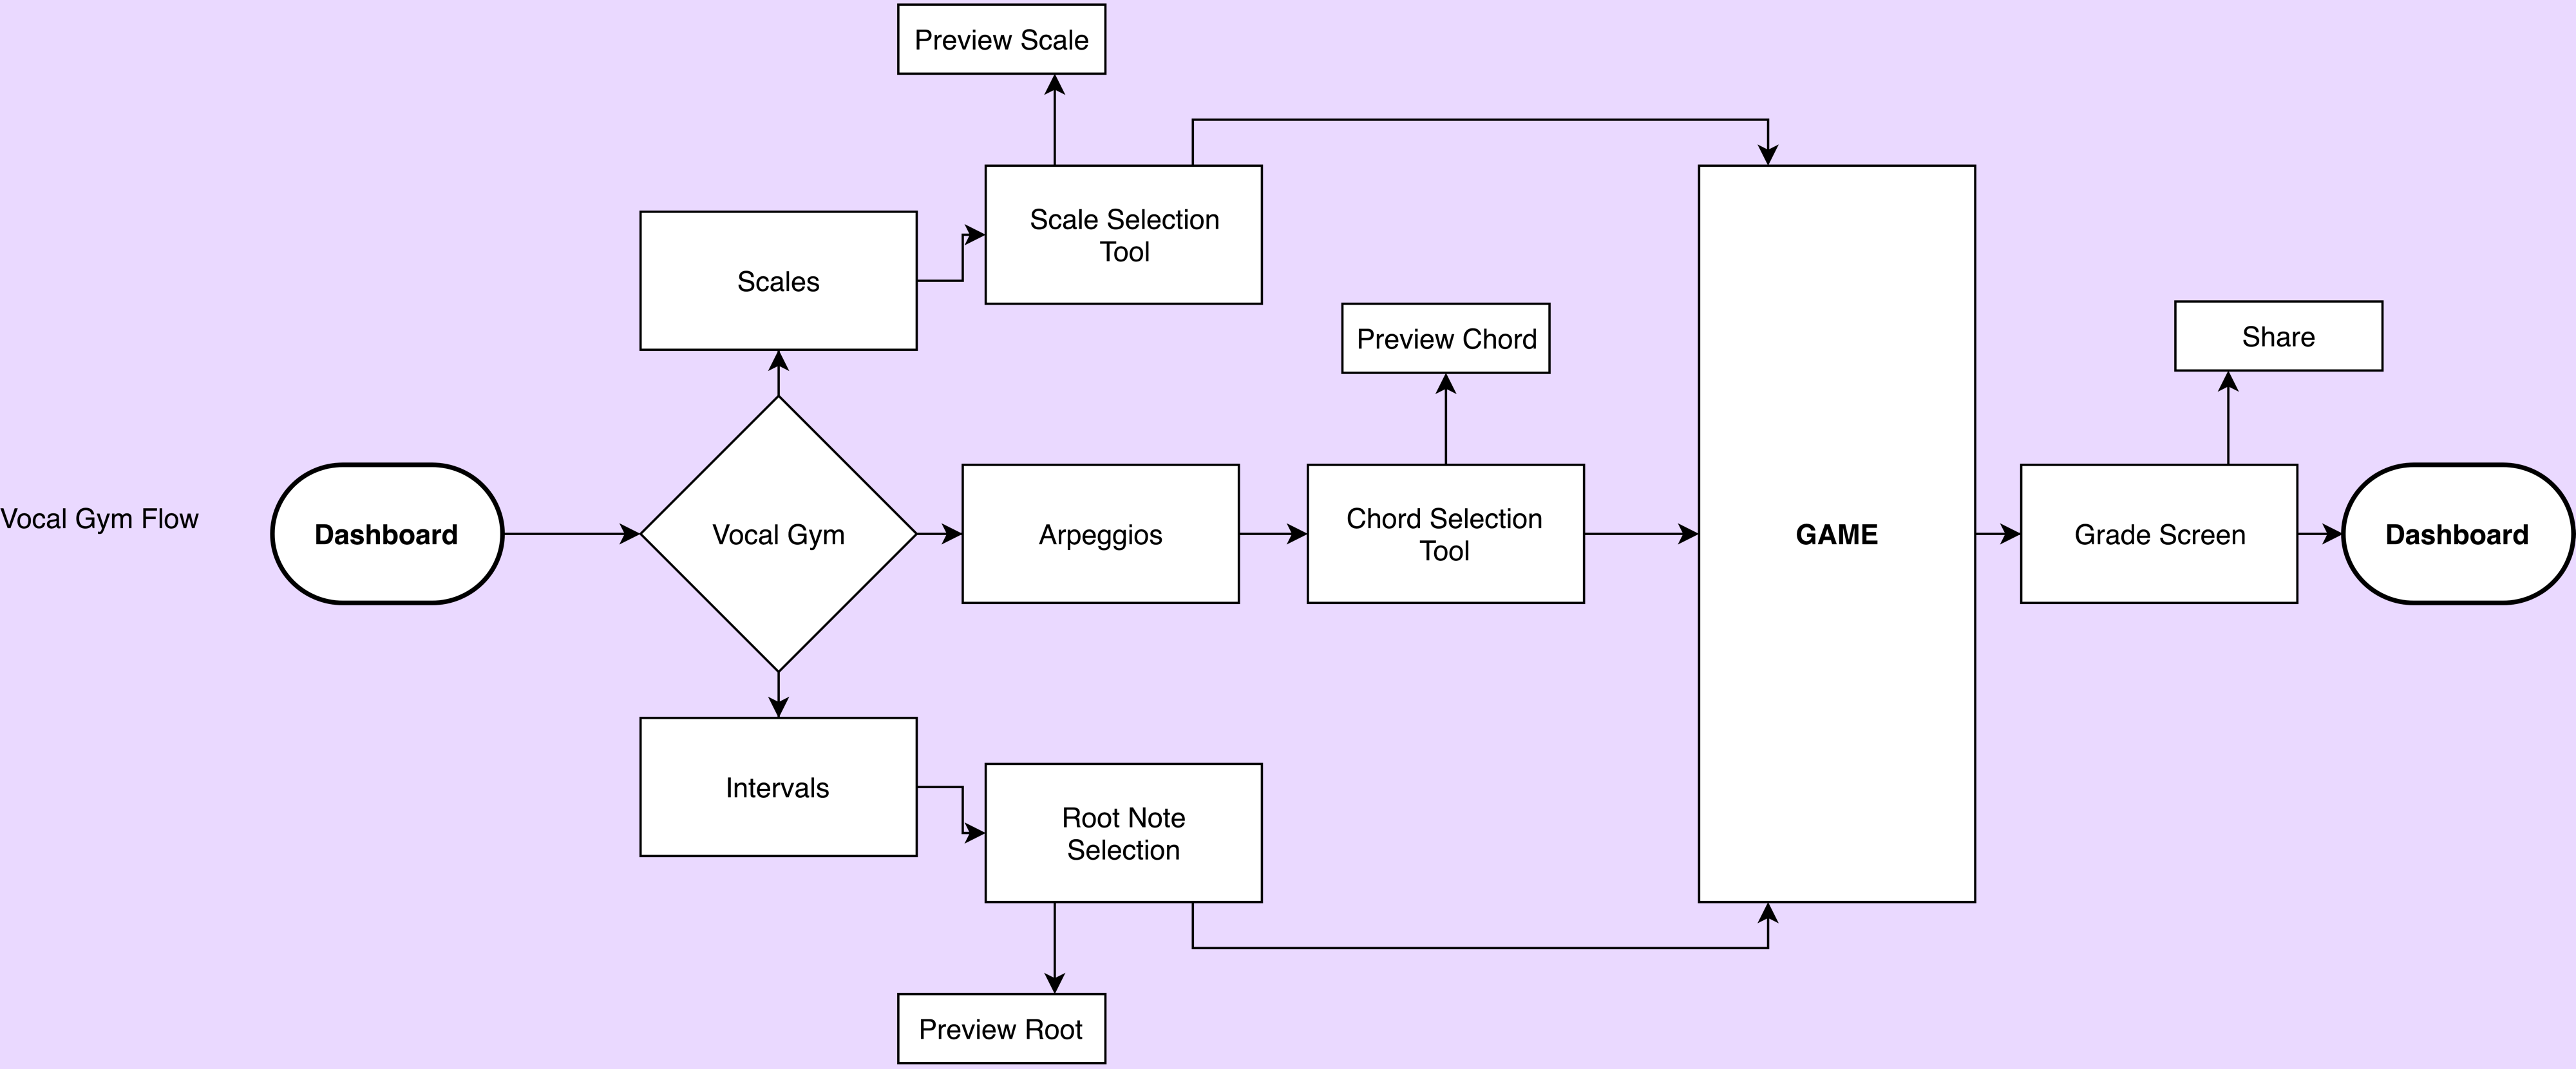 Preview Scale
Scale Selection
Tool
Scales
Preview Chord
Share
Vocal Gym Flow
Dashboard
Vocal Gym
Arpeggios
Chord Selection
Tool
GAME
Grade Screen
Dashboard
Intervals
Root Note
Selection
Preview Root